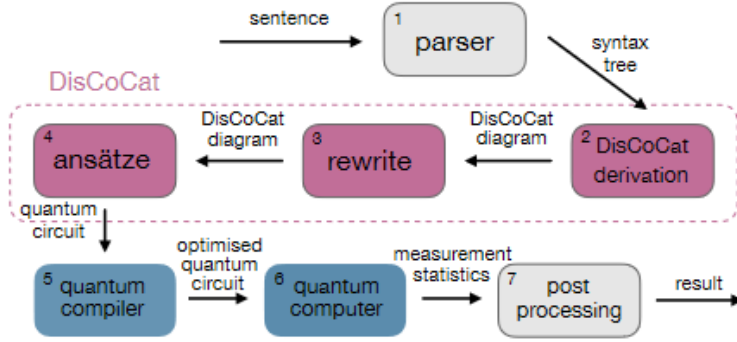 sentence
1
parser
syntax
tree
DisCoCat
2 DisCoCat
derivation
DisCoCat
diagram
3
rewrite
DisCoCat
diagram
4
ansätze
quantum
circuit
5 quantum
compiler
optimised
quantum
circuit
6 quantum
computer
measurement
statistics
7 post
processing
result